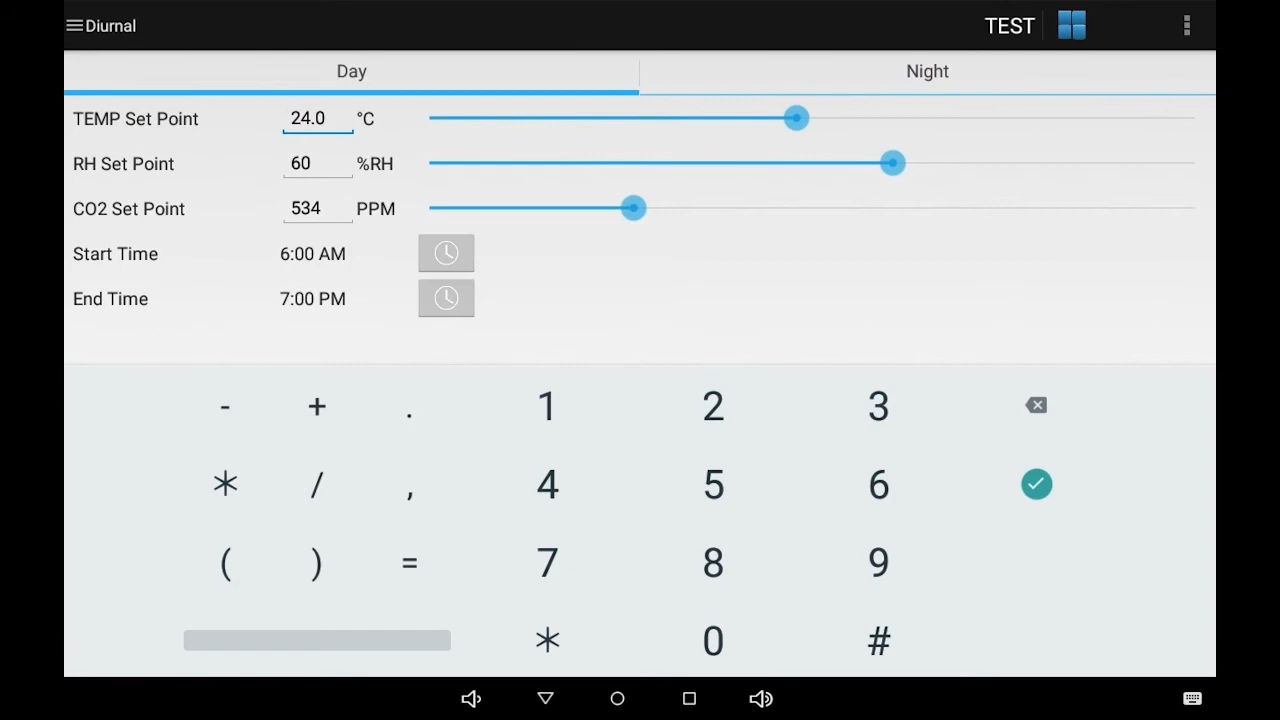 Diurnal TEST
Day Night
TEMP Set Point 24.0 °C
RH Set Point 60 %RH
CO2 Set Point 534 PPM
Start Time 6:00 AM
End Time 7:00 PM
- + . 1 2 3
* / , 4 5 6
( ) = 7 8 9
* 0 #